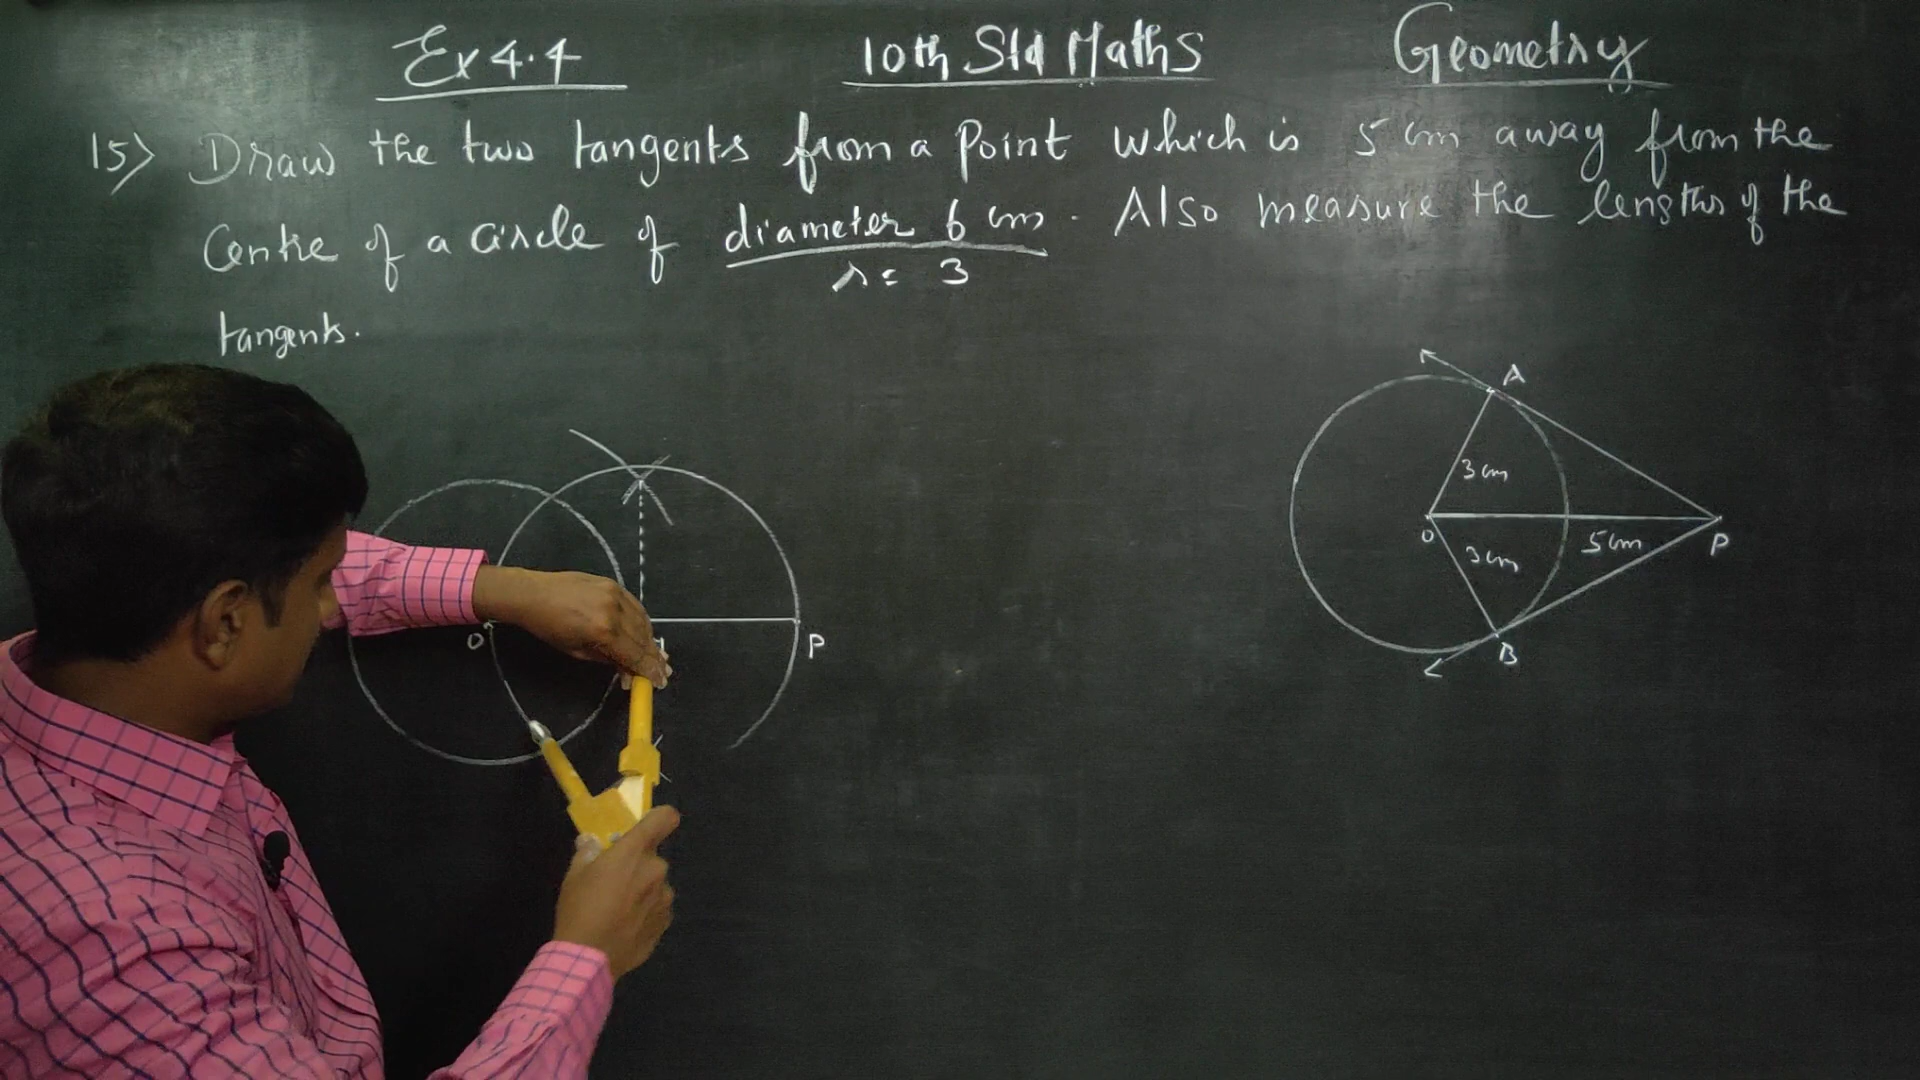 Ex 4.4 10th Std Maths Geometry
15) Draw the two tangents from a point which is 5 cm away from the
Centre of a circle of diameter 6 cm. Also measure the lengths of the
r = 3
tangents.
A
3 cm
O 5 cm P
3 cm
B
O P